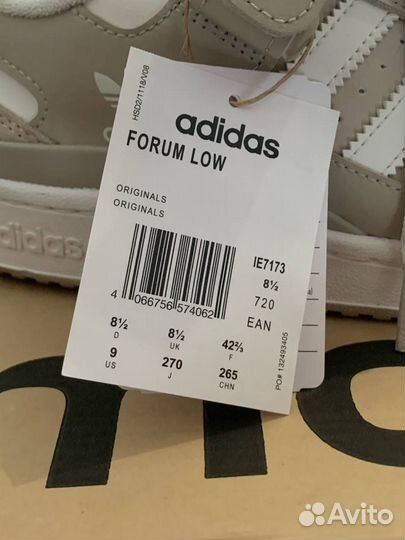 HSD2/1118/V08
adidas
FORUM LOW
ORIGINALS
ORIGINALS
IE7173
8½
720
EAN
4 066756 574062
8½ 8½ 42⅔
D UK F
9 270 265
US J CHN
PO# 132493405
adidas
Avito